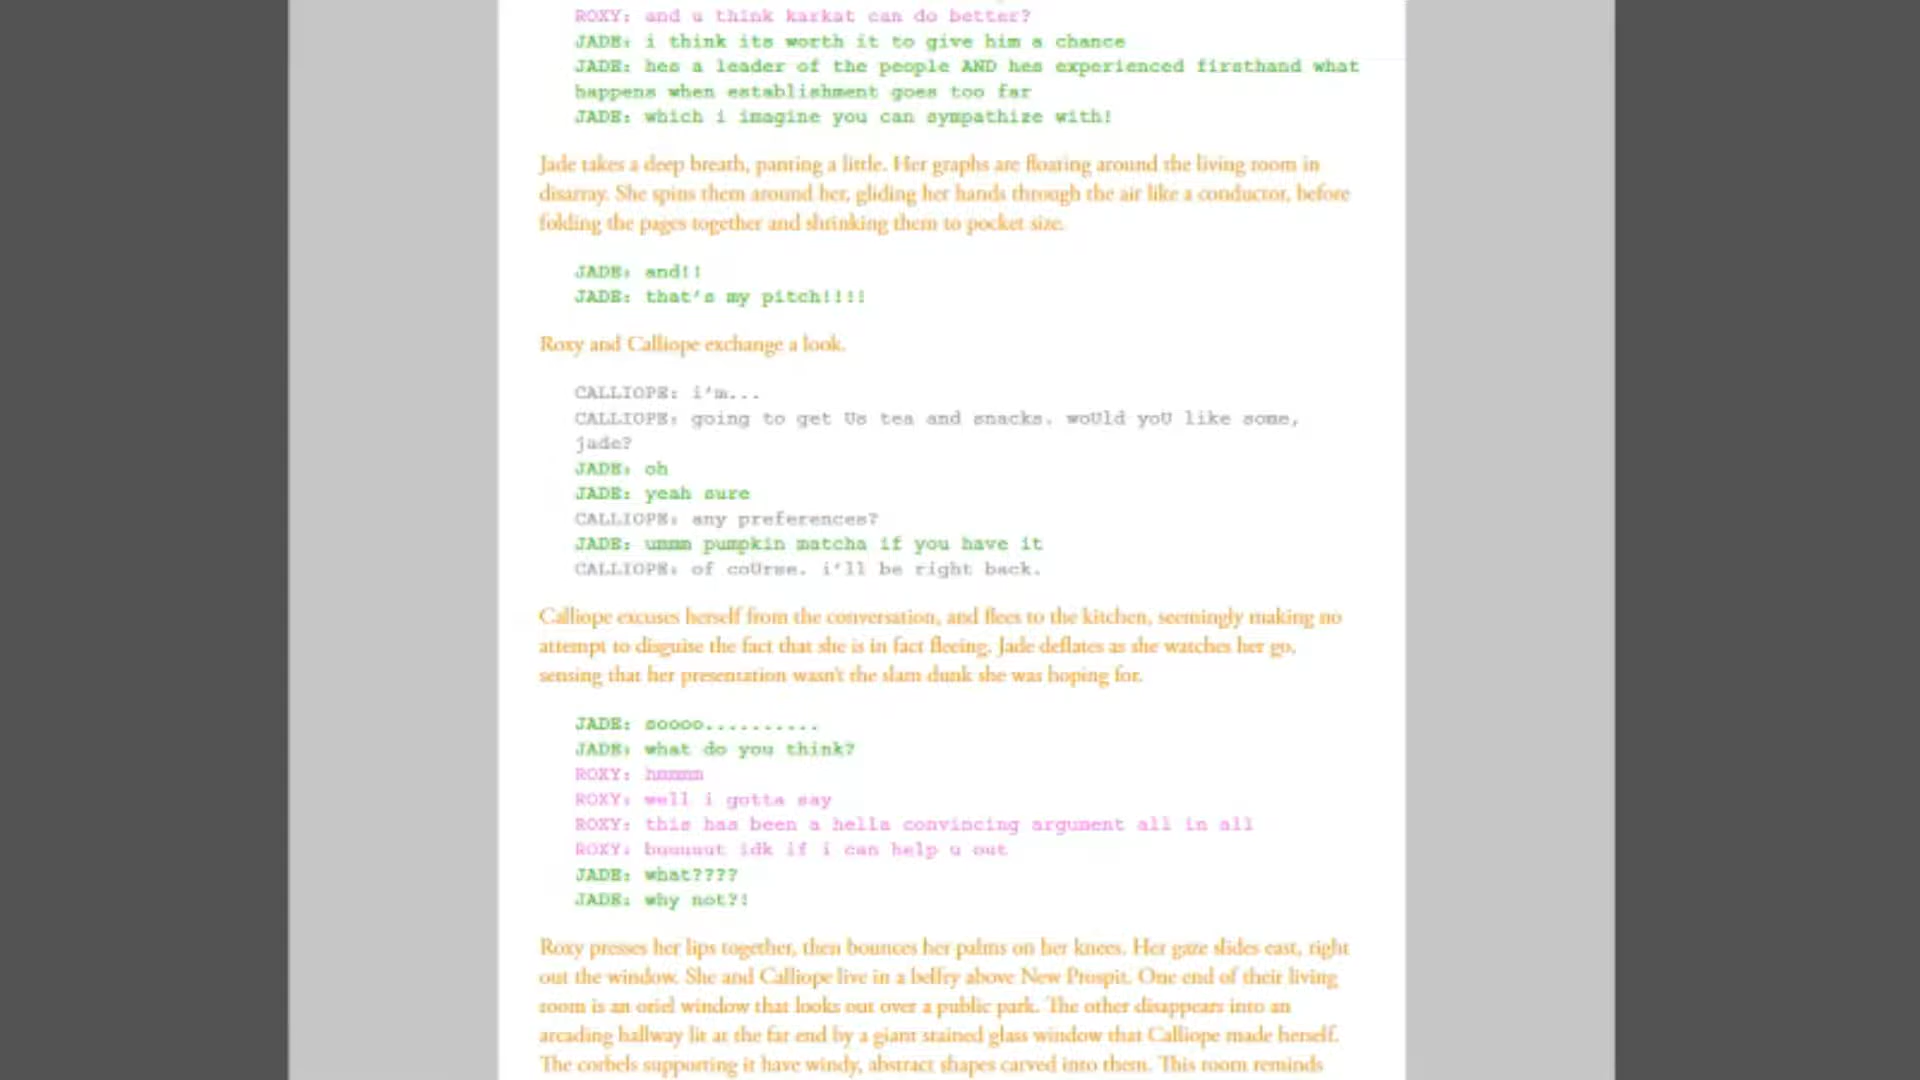 ROXY: and u think karkat can do better?
JADE: i think its worth it to give him a chance
JADE: hes a leader of the people AND hes experienced firsthand what
happens when establishment goes too far
JADE: which i imagine you can sympathize with!
Jade takes a deep breath, panting a little. Her graphs are floating around the living room in
disarray. She spins them around her, gliding her hands through the air like a conductor, before
folding the pages together and shrinking them to pocket size.
JADE: and!!
JADE: that's my pitch!!!!
Roxy and Calliope exchange a look.
CALLIOPE: i'm...
CALLIOPE: going to get Us tea and snacks. woUld yoU like some,
jade?
JADE: oh
JADE: yeah sure
CALLIOPE: any preferences?
JADE: ummm pumpkin matcha if you have it
CALLIOPE: of coUrse. i'll be right back.
Calliope excuses herself from the conversation, and flees to the kitchen, seemingly making no
attempt to disguise the fact that she is in fact fleeing. Jade deflates as she watches her go,
sensing that her presentation wasn't the slam dunk she was hoping for.
JADE: soooo..........
JADE: what do you think?
ROXY: hmmmm
ROXY: well i gotta say
ROXY: this has been a hella convincing argument all in all
ROXY: buuuuut idk if i can help u out
JADE: what????
JADE: why not?!
Roxy presses her lips together, then bounces her palms on her knees. Her gaze slides east, right
out the window. She and Calliope live in a belfry above New Prospit. One end of their living
room is an oriel window that looks out over a public park. The other disappears into an
arcading hallway lit at the far end by a giant stained glass window that Calliope made herself.
The corbels supporting it have windy, abstract shapes carved into them. This room reminds